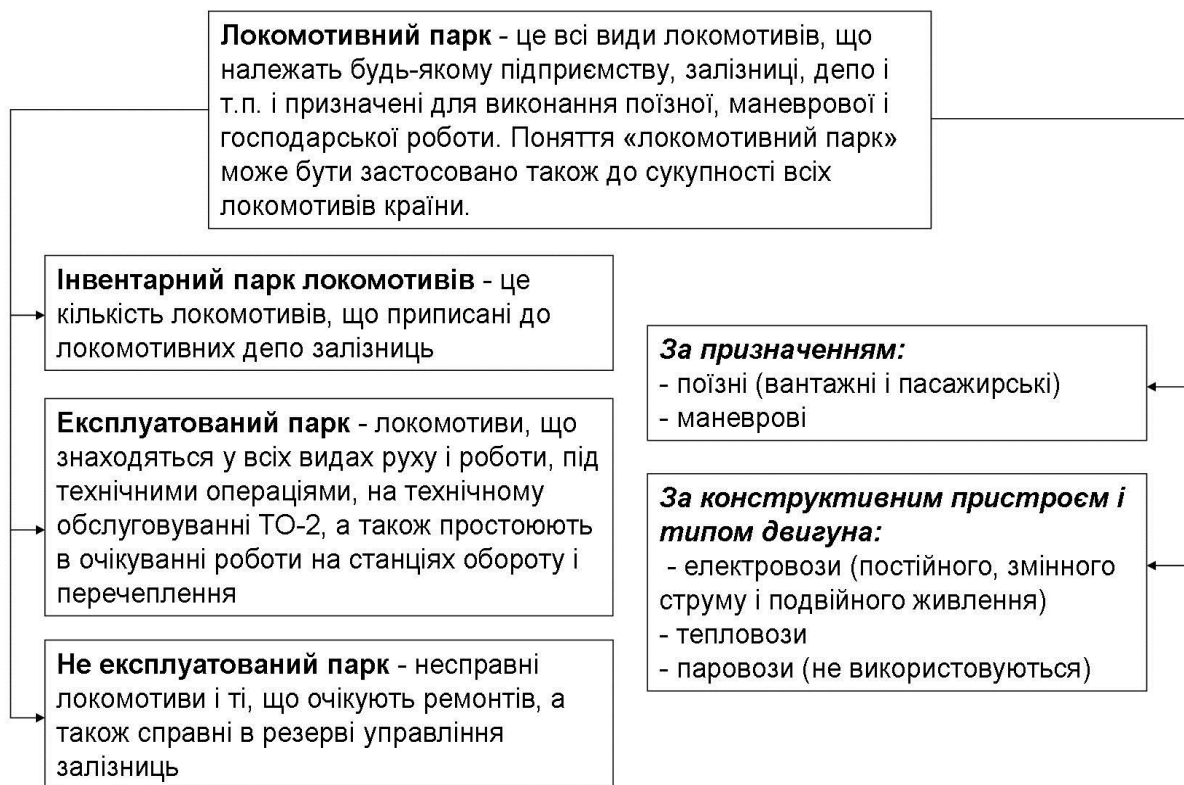 Локомотивний парк - це всі види локомотивів, що
належать будь-якому підприємству, залізниці, депо і
т.п. і призначені для виконання поїзної, маневрової і
господарської роботи. Поняття «локомотивний парк»
може бути застосовано також до сукупності всіх
локомотивів країни.
Інвентарний парк локомотивів - це
кількість локомотивів, що приписані до
локомотивних депо залізниць
Експлуатований парк - локомотиви, що
знаходяться у всіх видах руху і роботи, під
технічними операціями, на технічному
обслуговуванні ТО-2, а також простоюють
в очікуванні роботи на станціях обороту і
перечеплення
Не експлуатований парк - несправні
локомотиви і ті, що очікують ремонтів, а
також справні в резерві управління
залізниць
За призначенням:
- поїзні (вантажні і пасажирські)
- маневрові
За конструктивним пристроєм і
типом двигуна:
- електровози (постійного, змінного
струму і подвійного живлення)
- тепловози
- паровози (не використовуються)